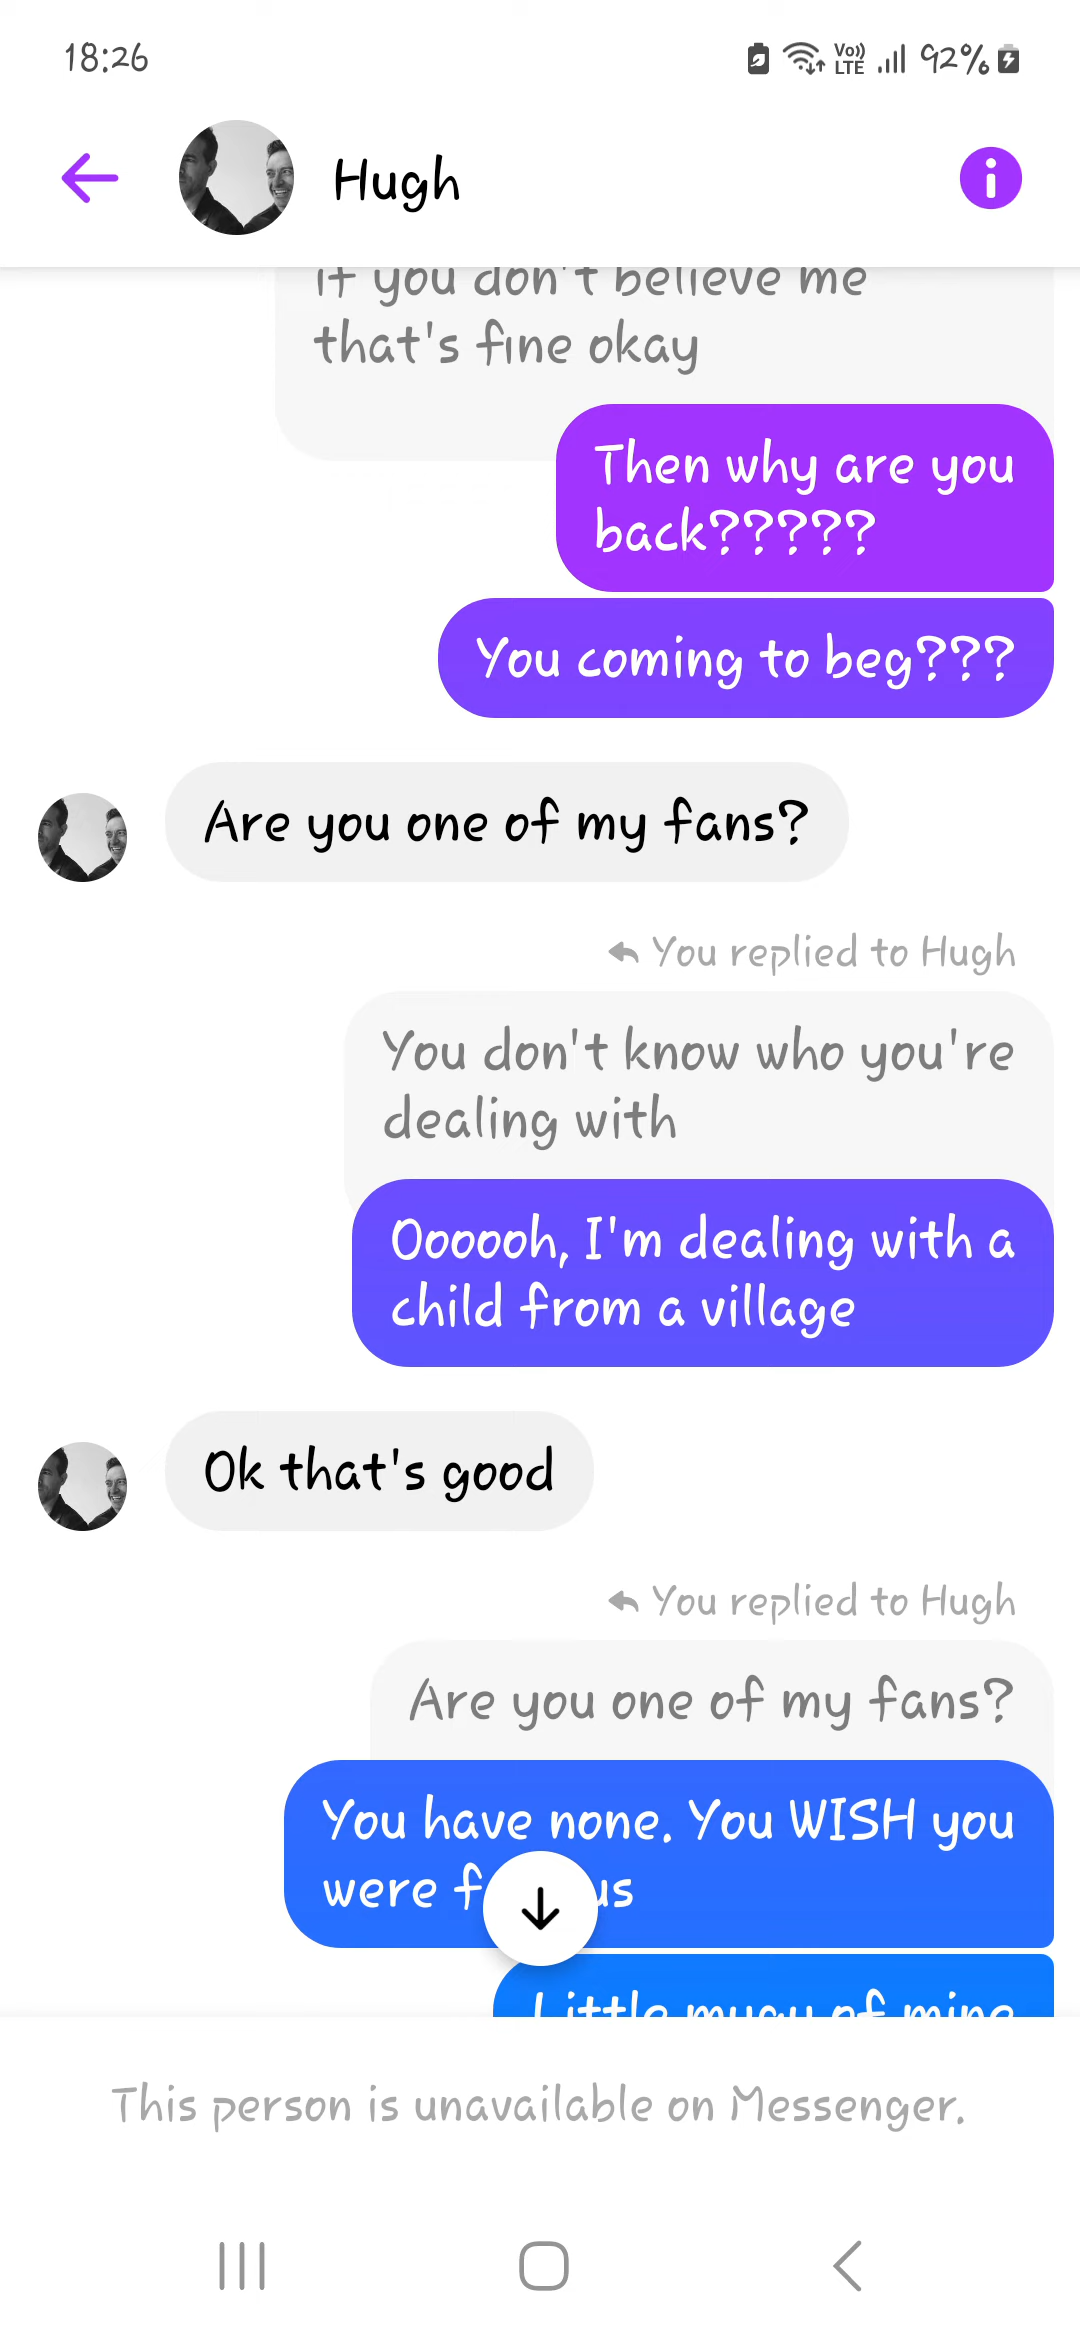 18:26
Vo))
LTE
92%
Hugh
if you don't believe me
that's fine okay
Then why are you
back?????
You coming to beg???
Are you one of my fans?
You replied to Hugh
You don't know who you're
dealing with
Oooooh, I'm dealing with a
child from a village
Ok that's good
You replied to Hugh
Are you one of my fans?
You have none. You WISH you
were
Little mugu of mine
This person is unavailable on Messenger.